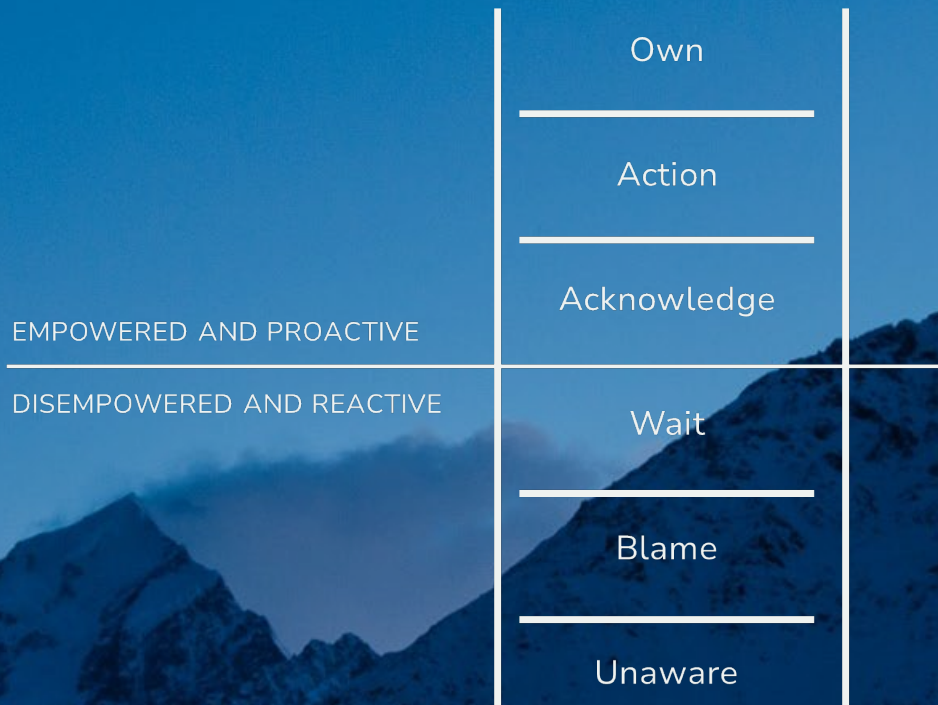 Own
Action
Acknowledge
EMPOWERED AND PROACTIVE
DISEMPOWERED AND REACTIVE
Wait
Blame
Unaware